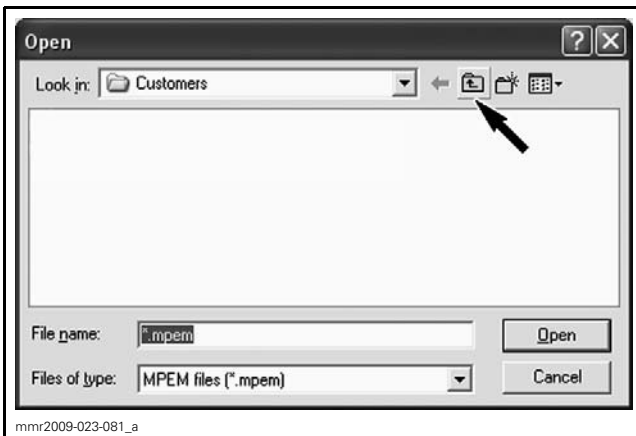 Open
Look in: Customers
File name: *.mpem Open
Files of type: MPEM files (*.mpem) Cancel
mmr2009-023-081_a